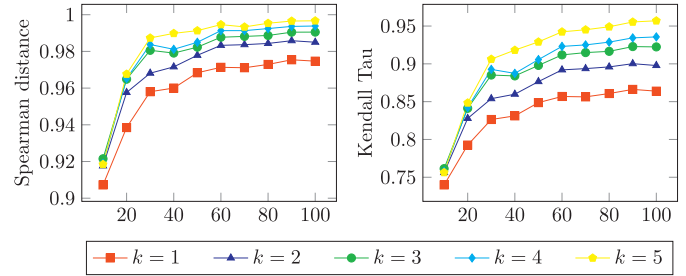 1
0.98
0.96
0.94
0.92
0.9
Spearman distance
20 40 60 80 100
0.95
0.9
0.85
0.8
0.75
Kendall Tau
20 40 60 80 100
k = 1 k = 2 k = 3 k = 4 k = 5